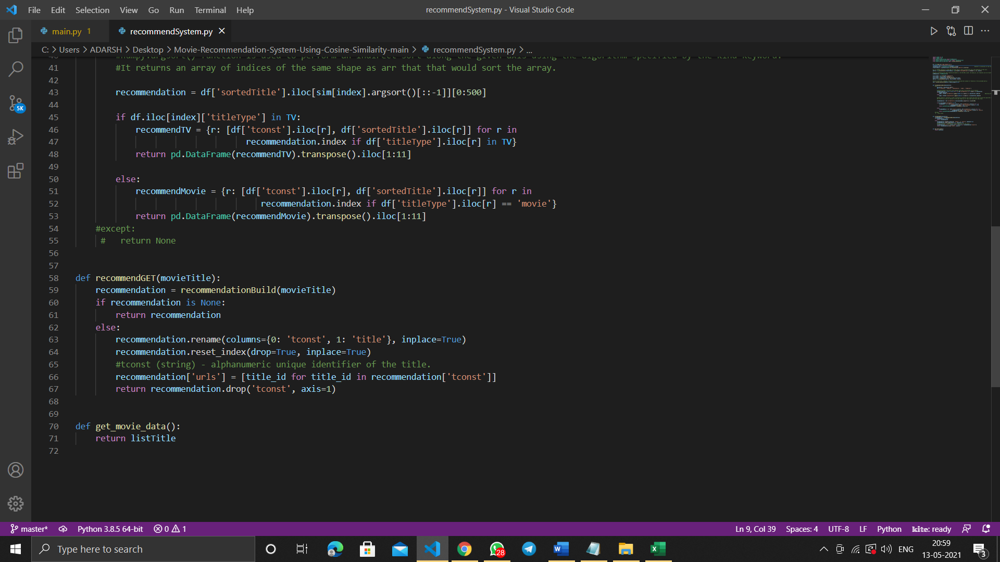 File Edit Selection View Go Run Terminal Help
recommendSystem.py - Visual Studio Code
main.py 1
recommendSystem.py
C: > Users > ADARSH > Desktop > Movie-Recommendation-System-Using-Cosine-Similarity-main > recommendSystem.py > ...
41 #It returns an array of indices of the same shape as arr that that would sort the array.
42
43 recommendation = df['sortedTitle'].iloc[sim[index].argsort()[::-1]][0:500]
44
45 if df.iloc[index]['titleType'] in TV:
46 recommendTV = {r: [df['tconst'].iloc[r], df['sortedTitle'].iloc[r]] for r in
47 recommendation.index if df['titleType'].iloc[r] in TV}
48 return pd.DataFrame(recommendTV).transpose().iloc[1:11]
49
50 else:
51 recommendMovie = {r: [df['tconst'].iloc[r], df['sortedTitle'].iloc[r]] for r in
52 recommendation.index if df['titleType'].iloc[r] == 'movie'}
53 return pd.DataFrame(recommendMovie).transpose().iloc[1:11]
54 #except:
55 # return None
56
57
58 def recommendGET(movieTitle):
59 recommendation = recommendationBuild(movieTitle)
60 if recommendation is None:
61 return recommendation
62 else:
63 recommendation.rename(columns={0: 'tconst', 1: 'title'}, inplace=True)
64 recommendation.reset_index(drop=True, inplace=True)
65 #tconst (string) - alphanumeric unique identifier of the title.
66 recommendation['urls'] = [title_id for title_id in recommendation['tconst']]
67 return recommendation.drop('tconst', axis=1)
68
69
70 def get_movie_data():
71 return listTitle
72
5K
master* Python 3.8.5 64-bit 0 1
Ln 9, Col 39 Spaces: 4 UTF-8 LF Python kite: ready
Type here to search
28
ENG
20:59
13-05-2021
3